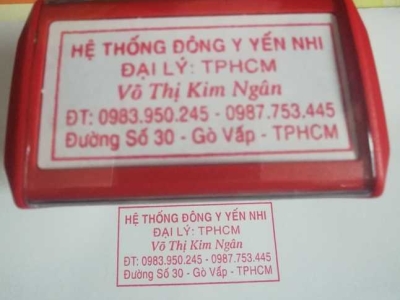 HỆ THỐNG ĐÔNG Y YẾN NHI
ĐẠI LÝ: TPHCM
Võ Thị Kim Ngân
ĐT: 0983.950.245 - 0987.753.445
Đường Số 30 - Gò Vấp - TPHCM
HỆ THỐNG ĐÔNG Y YẾN NHI
ĐẠI LÝ: TPHCM
Võ Thị Kim Ngân
ĐT: 0983.950.245 - 0987.753.445
Đường Số 30 - Gò Vấp - TPHCM